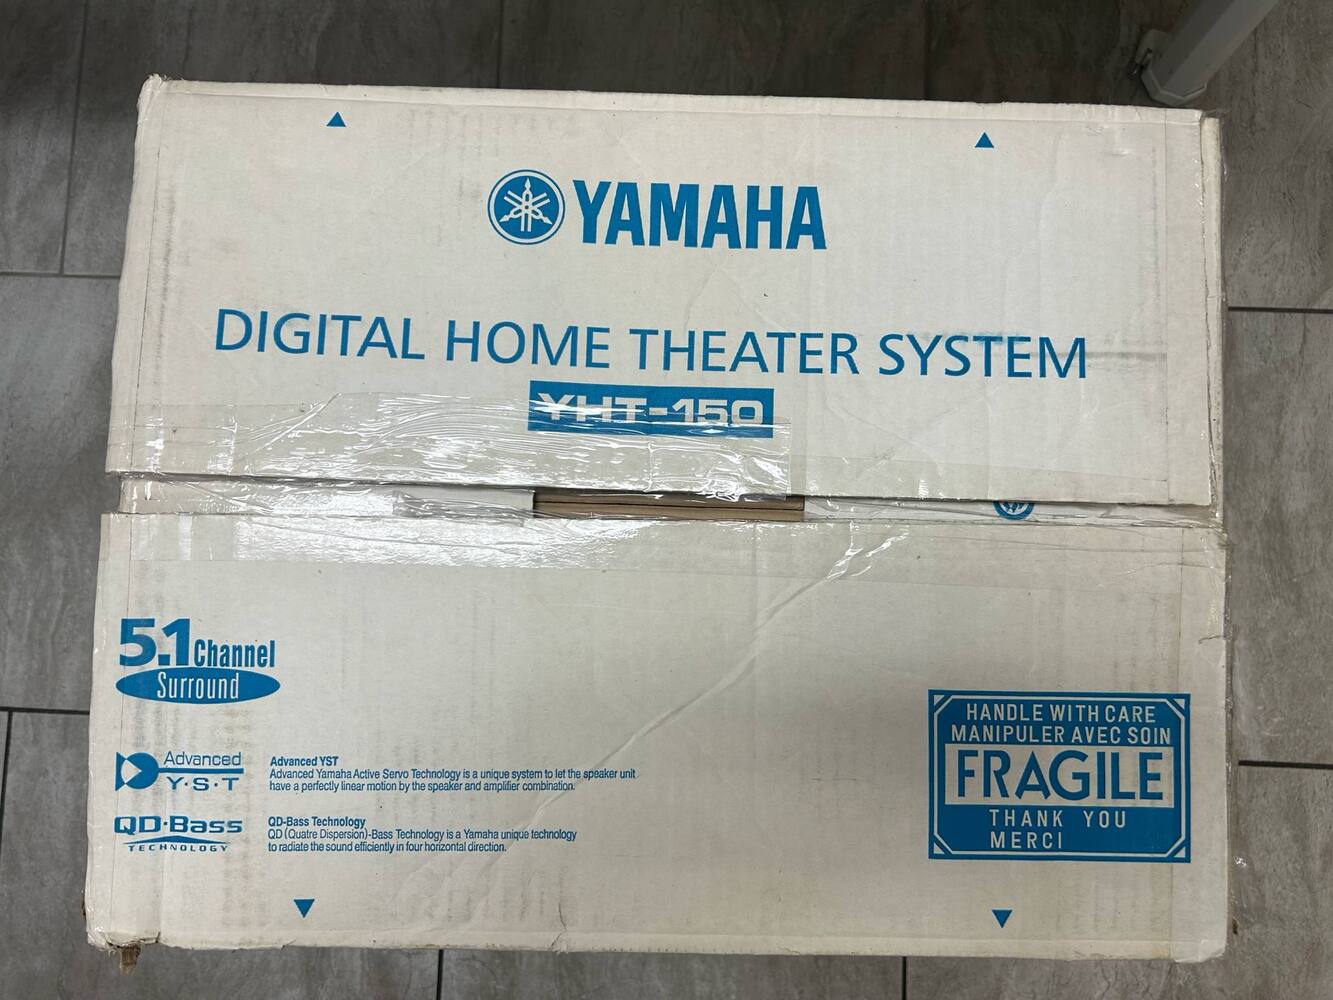 YAMAHA
DIGITAL HOME THEATER SYSTEM
YHT-150
5.1 Channel
Surround
Advanced
Y·S·T
Advanced YST
Advanced Yamaha Active Servo Technology is a unique system to let the speaker unit
have a perfectly linear motion by the speaker and amplifier combination.
QD·Bass
TECHNOLOGY
QD-Bass Technology
QD (Quatre Dispersion)-Bass Technology is a Yamaha unique technology
to radiate the sound efficiently in four horizontal direction.
HANDLE WITH CARE
MANIPULER AVEC SOIN
FRAGILE
THANK YOU
MERCI